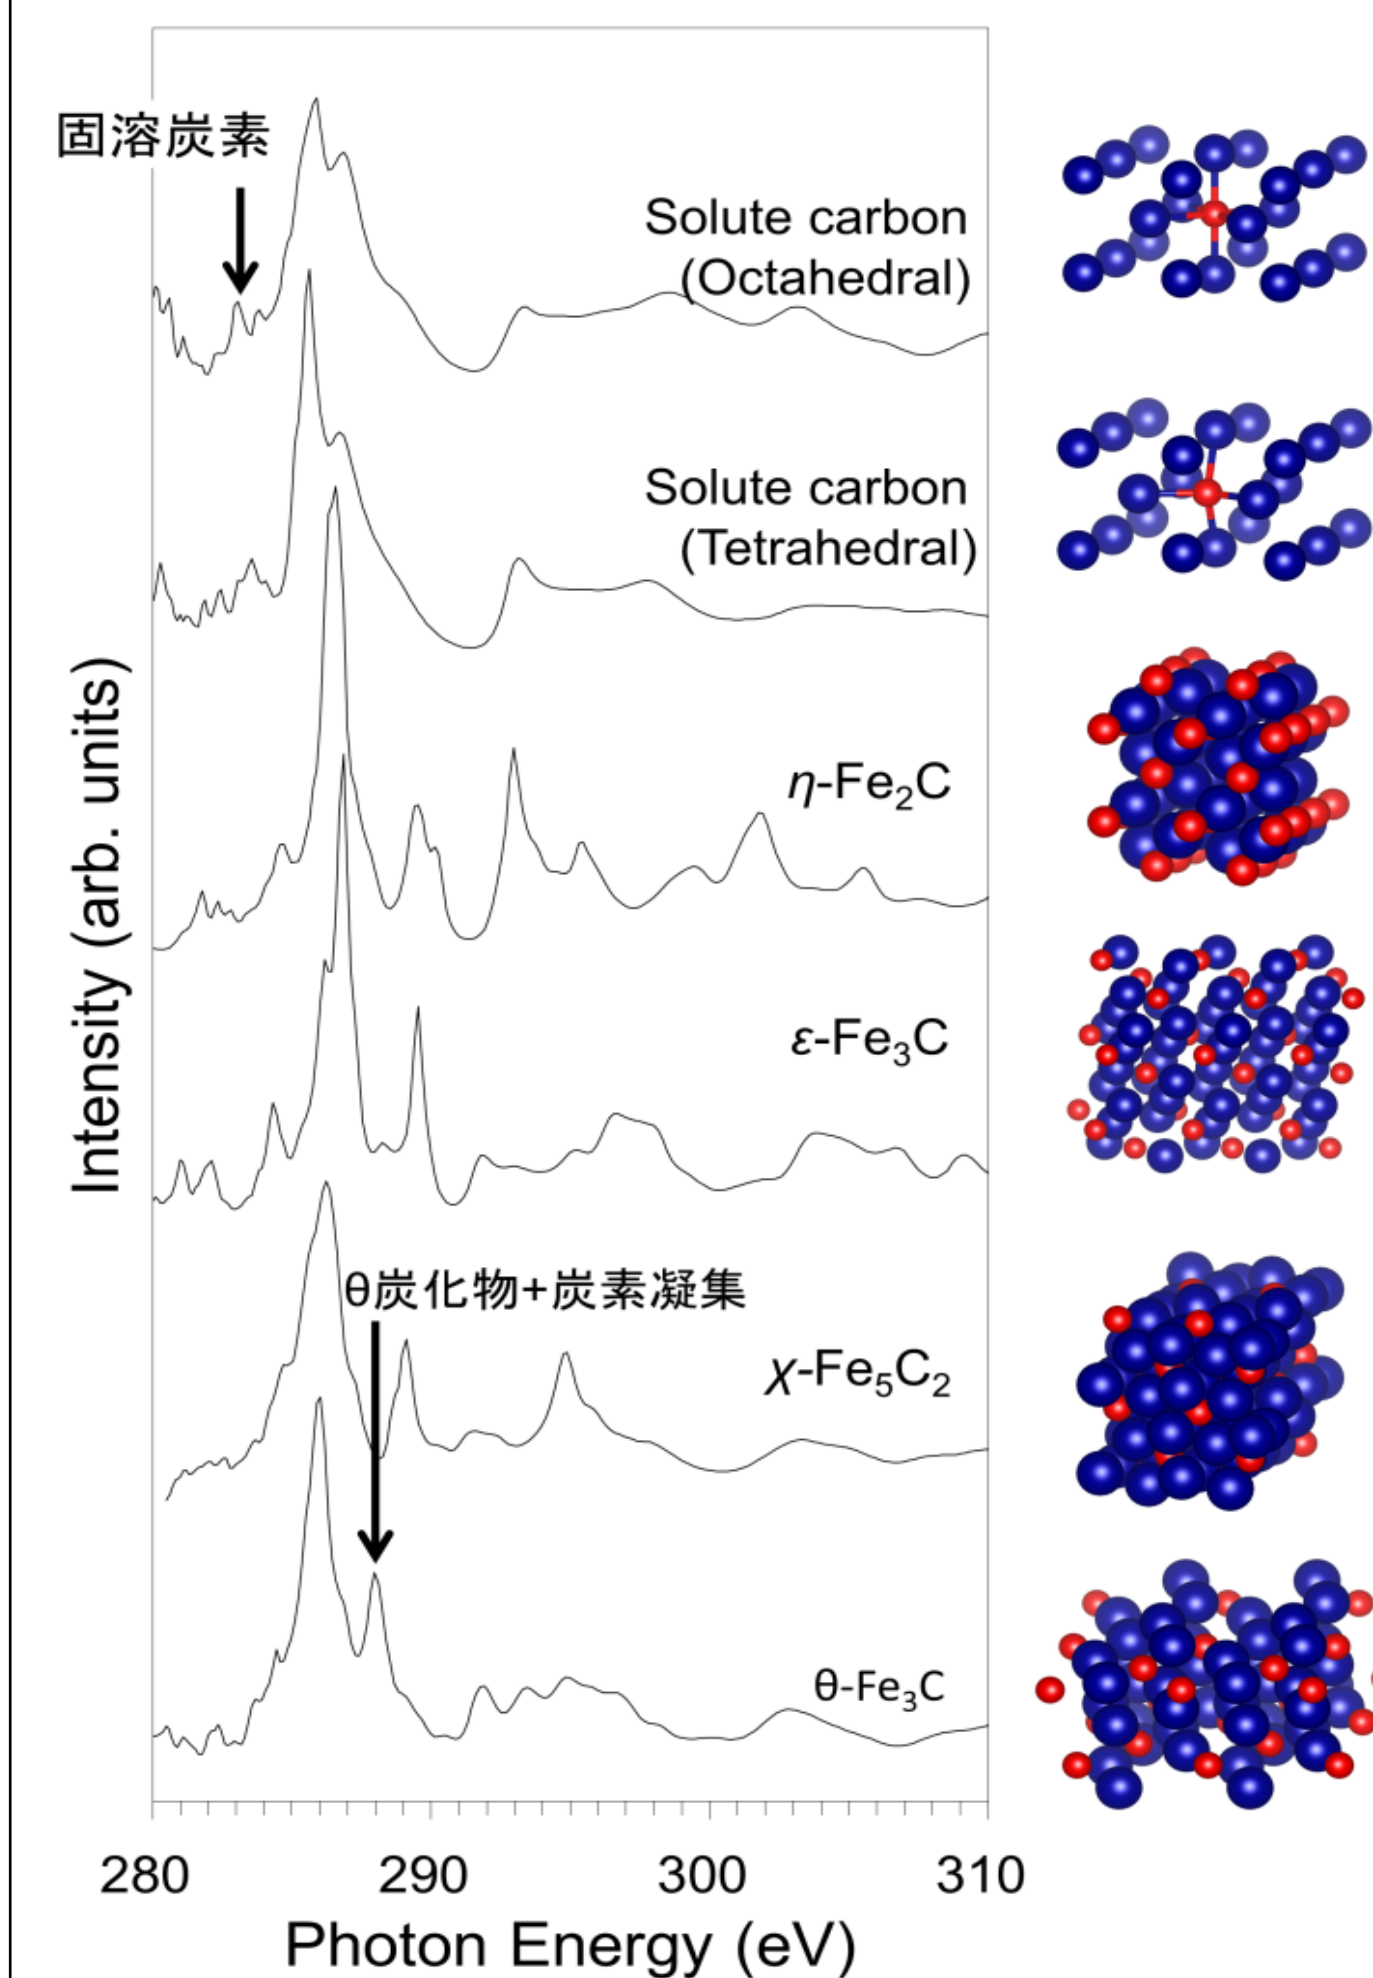 固溶炭素
Solute carbon
(Octahedral)
Solute carbon
(Tetrahedral)
η-Fe₂C
ε-Fe₃C
θ炭化物+炭素凝集
χ-Fe₅C₂
θ-Fe₃C
Intensity (arb. units)
280 290 300 310
Photon Energy (eV)